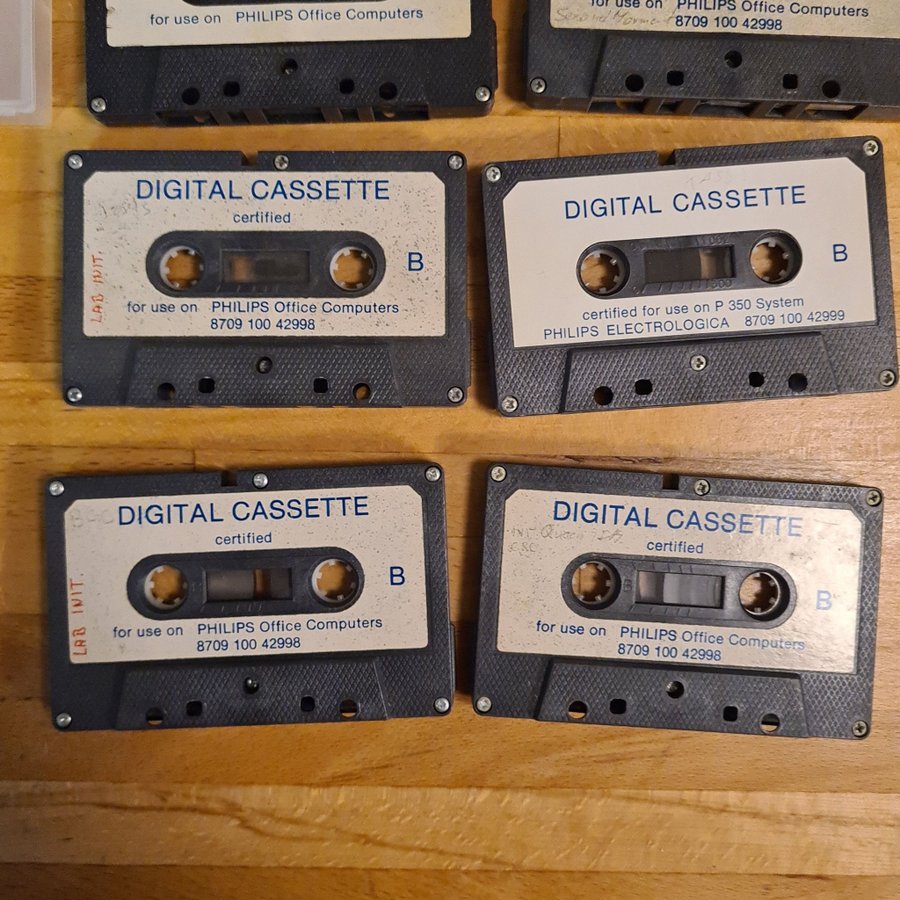 for use on PHILIPS Office Computers
for use on PHILIPS Office Computers
8709 100 42998
DIGITAL CASSETTE
certified
B
LAB INIT.
for use on PHILIPS Office Computers
8709 100 42998
DIGITAL CASSETTE
B
certified for use on P 350 System
PHILIPS ELECTROLOGICA 8709 100 42999
DIGITAL CASSETTE
certified
B
LAB INIT.
for use on PHILIPS Office Computers
8709 100 42998
DIGITAL CASSETTE
certified
B
for use on PHILIPS Office Computers
8709 100 42998